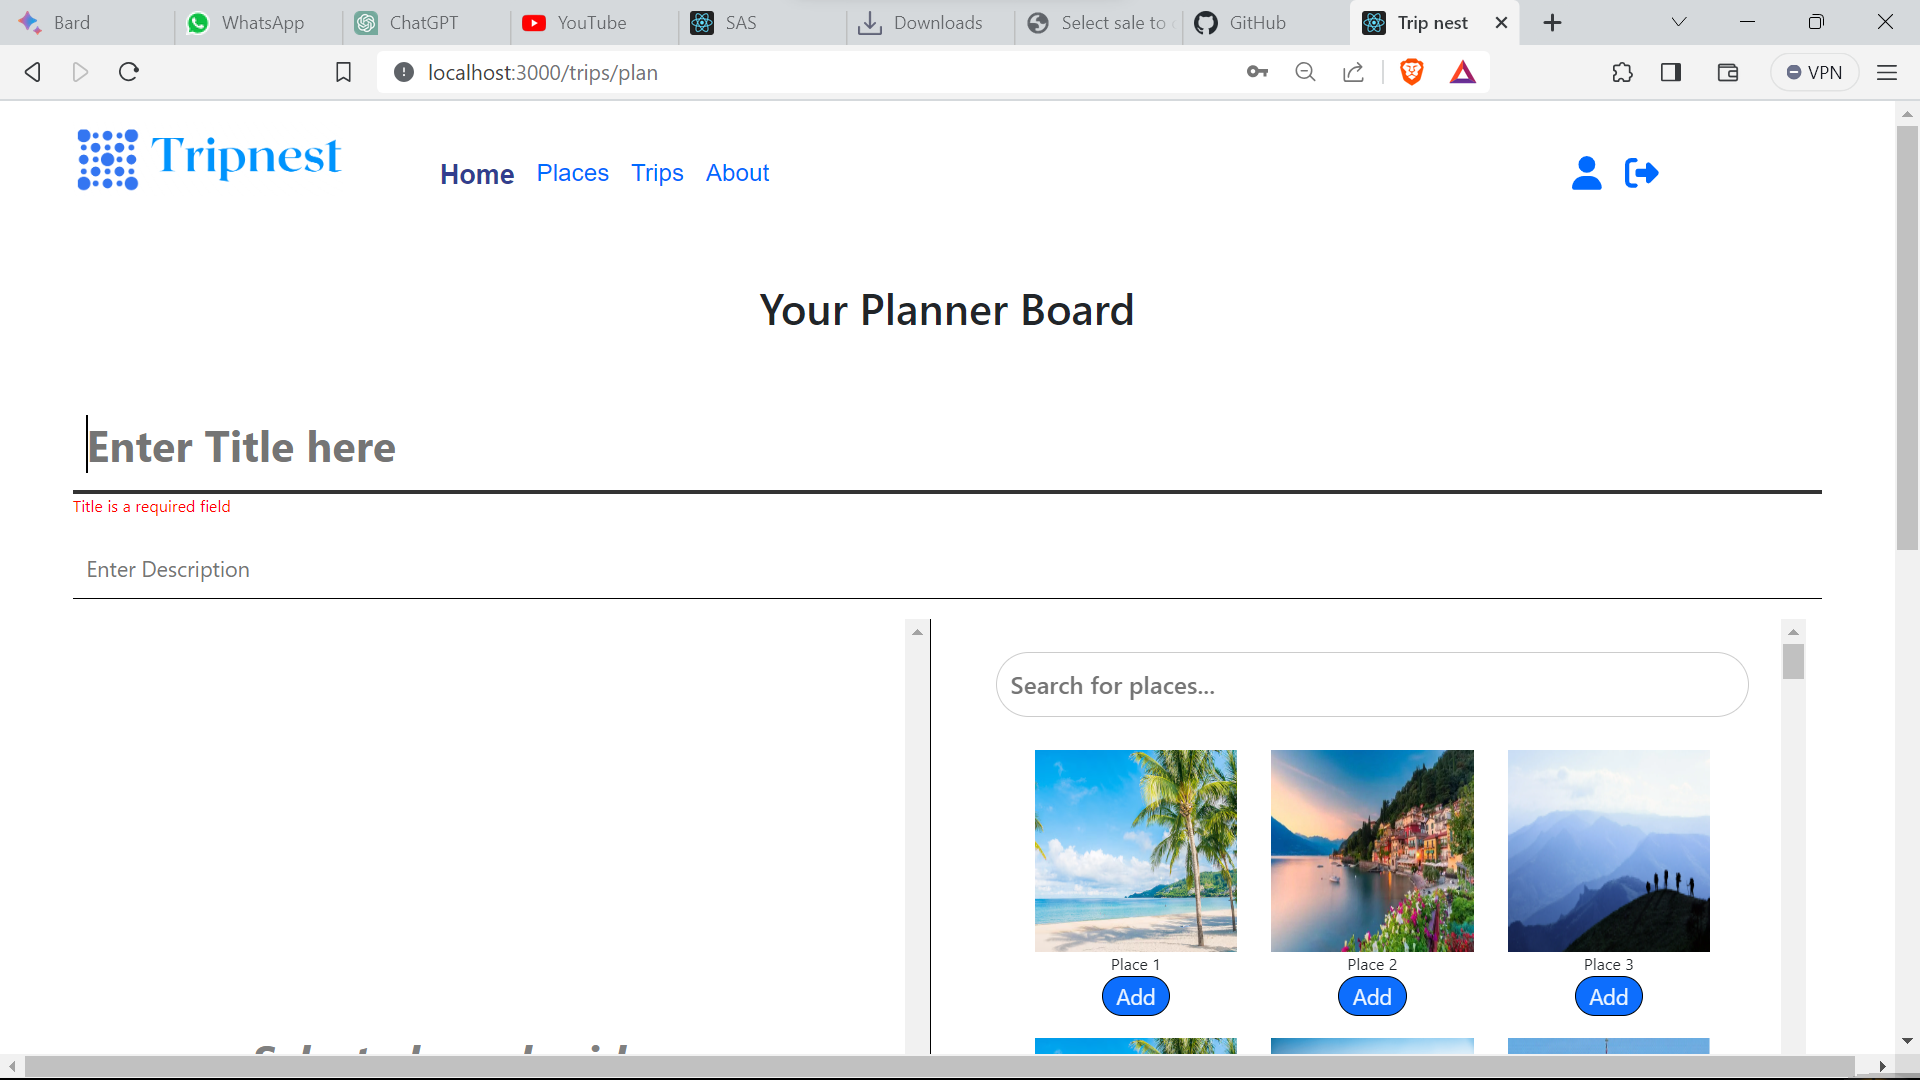 Bard
WhatsApp
ChatGPT
YouTube
SAS
Downloads
Select sale to
GitHub
Trip nest
localhost:3000/trips/plan
VPN
Tripnest
Home
Places
Trips
About
Your Planner Board
Enter Title here
Title is a required field
Enter Description
Search for places...
Place 1
Place 2
Place 3
Add
Add
Add